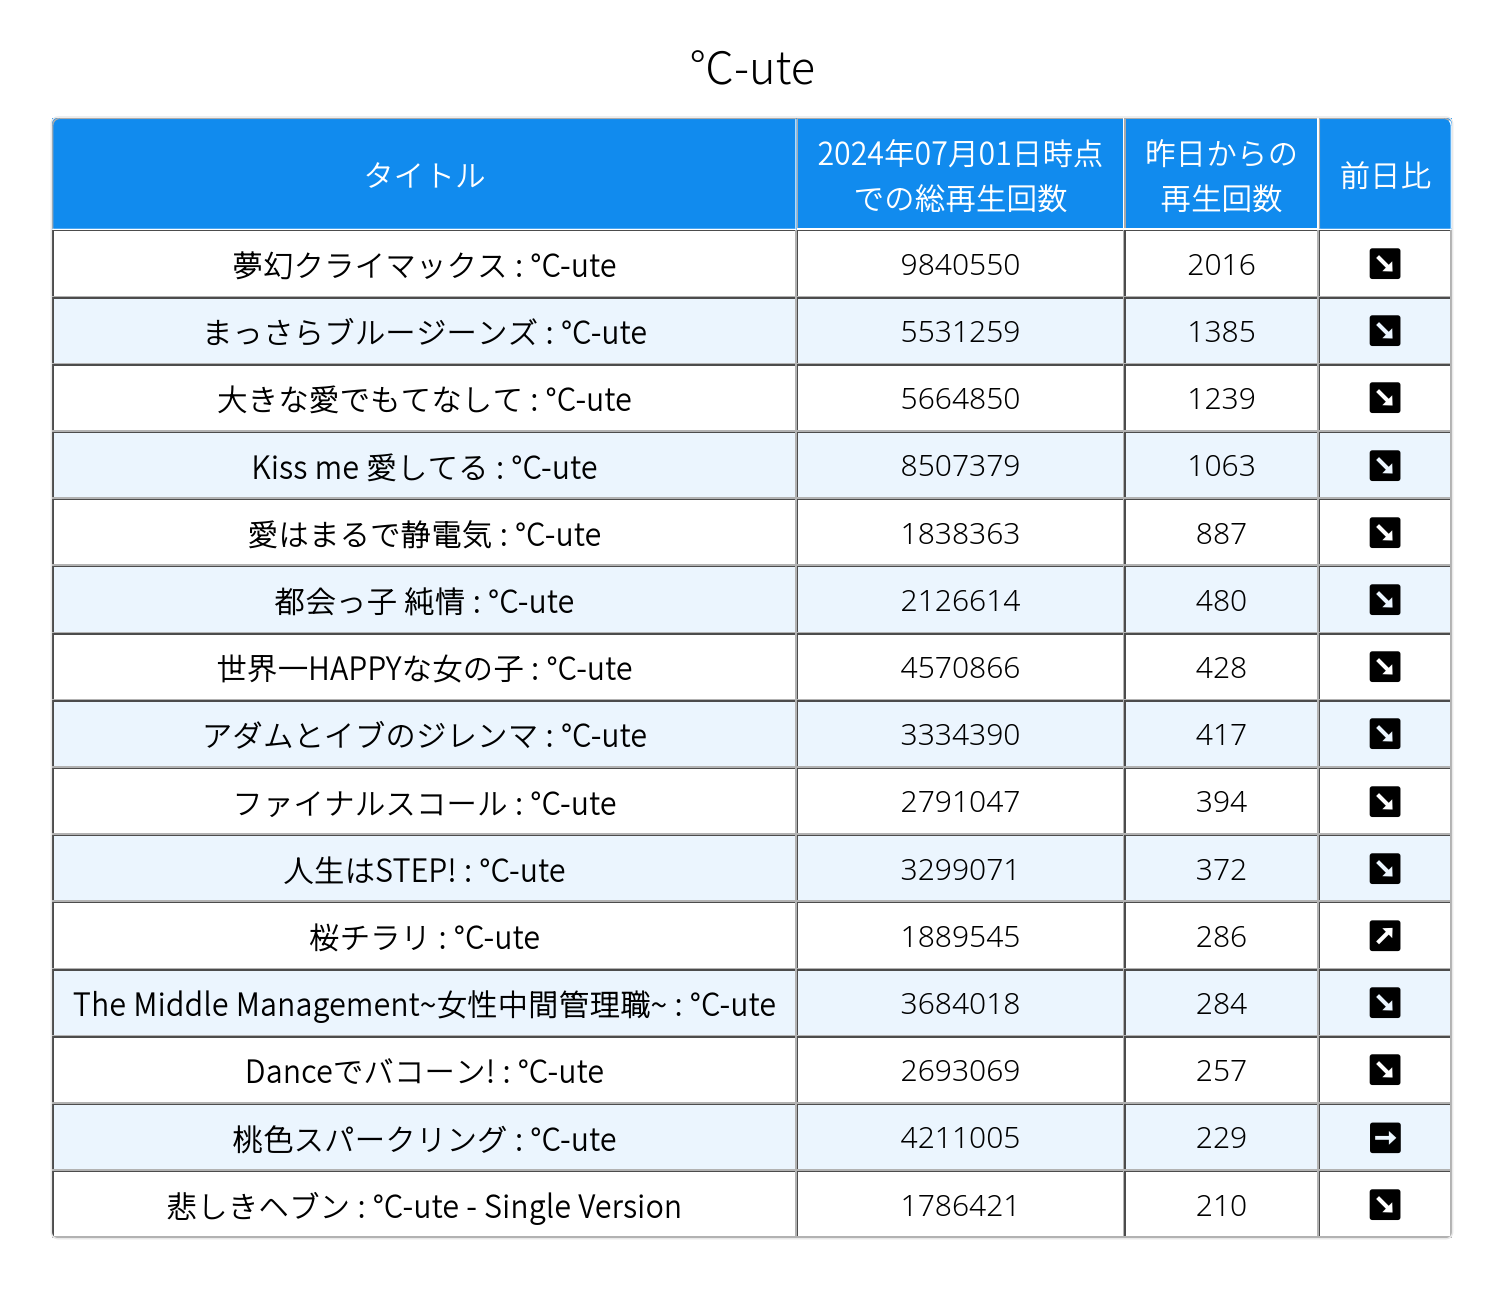 ℃-ute
タイトル 2024年07月01日時点での総再生回数 昨日からの再生回数 前日比
夢幻クライマックス : ℃-ute 9840550 2016 ↘
まっさらブルージーンズ : ℃-ute 5531259 1385 ↘
大きな愛でもてなして : ℃-ute 5664850 1239 ↘
Kiss me 愛してる : ℃-ute 8507379 1063 ↘
愛はまるで静電気 : ℃-ute 1838363 887 ↘
都会っ子 純情 : ℃-ute 2126614 480 ↘
世界一HAPPYな女の子 : ℃-ute 4570866 428 ↘
アダムとイブのジレンマ : ℃-ute 3334390 417 ↘
ファイナルスコール : ℃-ute 2791047 394 ↘
人生はSTEP! : ℃-ute 3299071 372 ↘
桜チラリ : ℃-ute 1889545 286 ↗
The Middle Management~女性中間管理職~ : ℃-ute 3684018 284 ↘
Danceでバコーン! : ℃-ute 2693069 257 ↘
桃色スパークリング : ℃-ute 4211005 229 →
悲しきヘブン : ℃-ute - Single Version 1786421 210 ↘